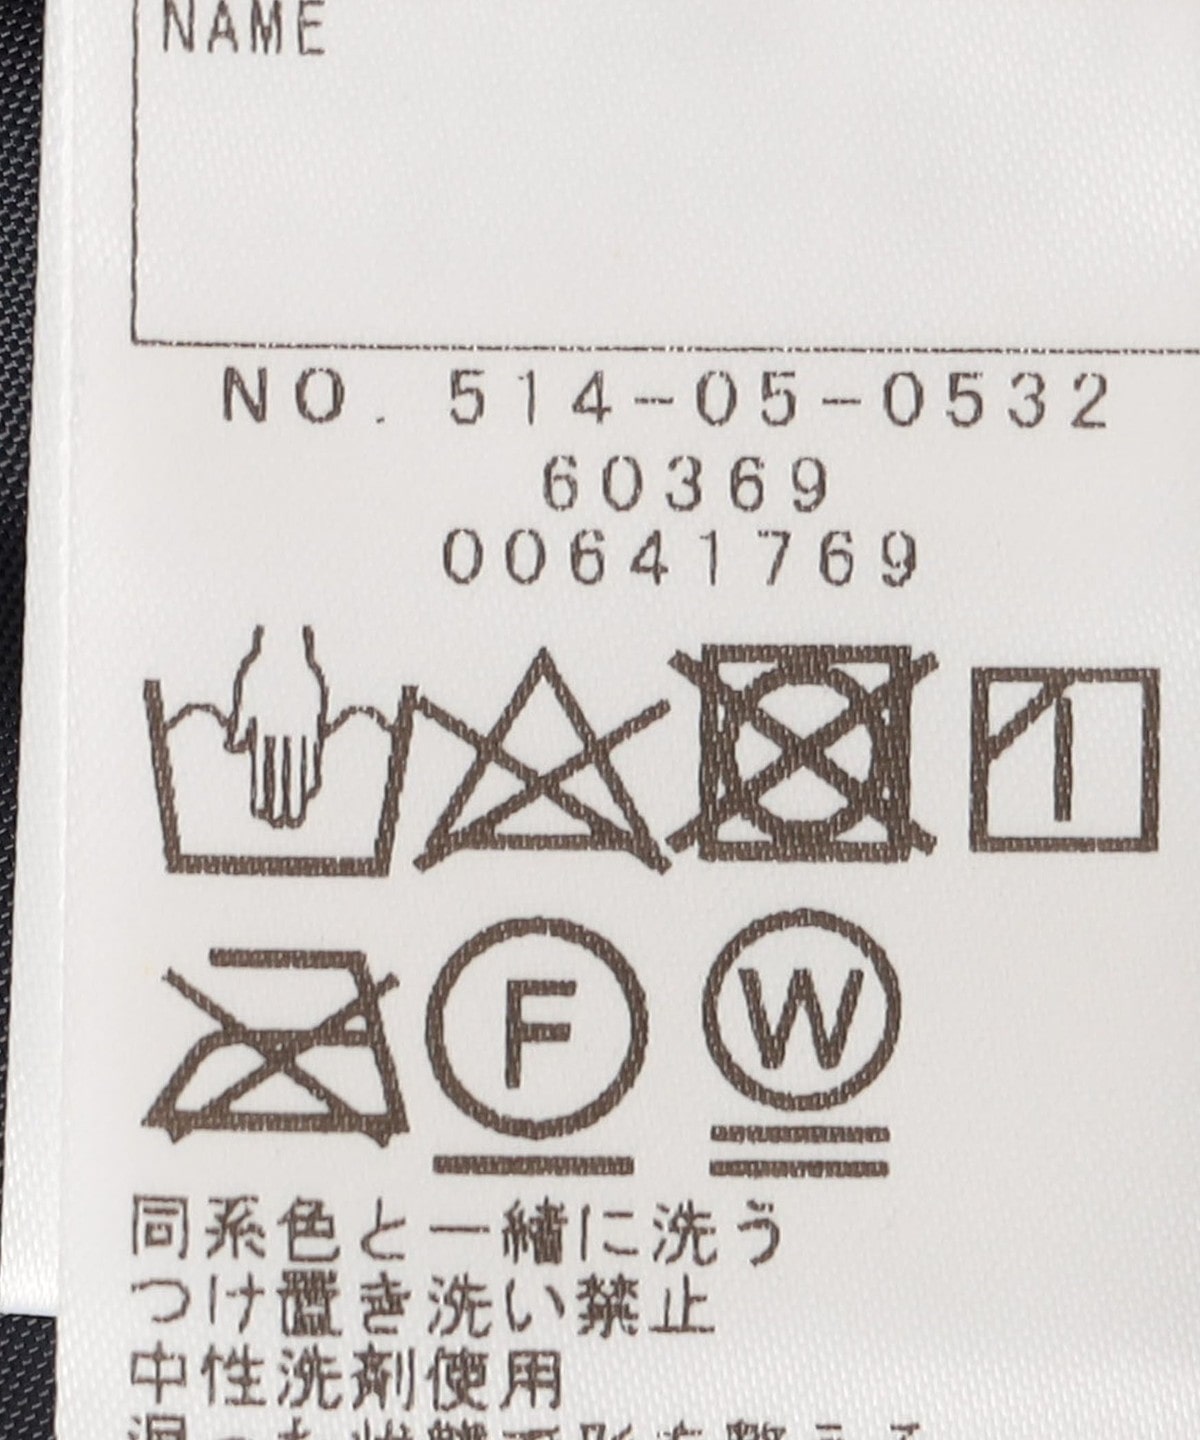 NAME
NO. 514-05-0532
60369
00641769
F
W
同系色と一緒に洗う
つけ置き洗い禁止
中性洗剤使用